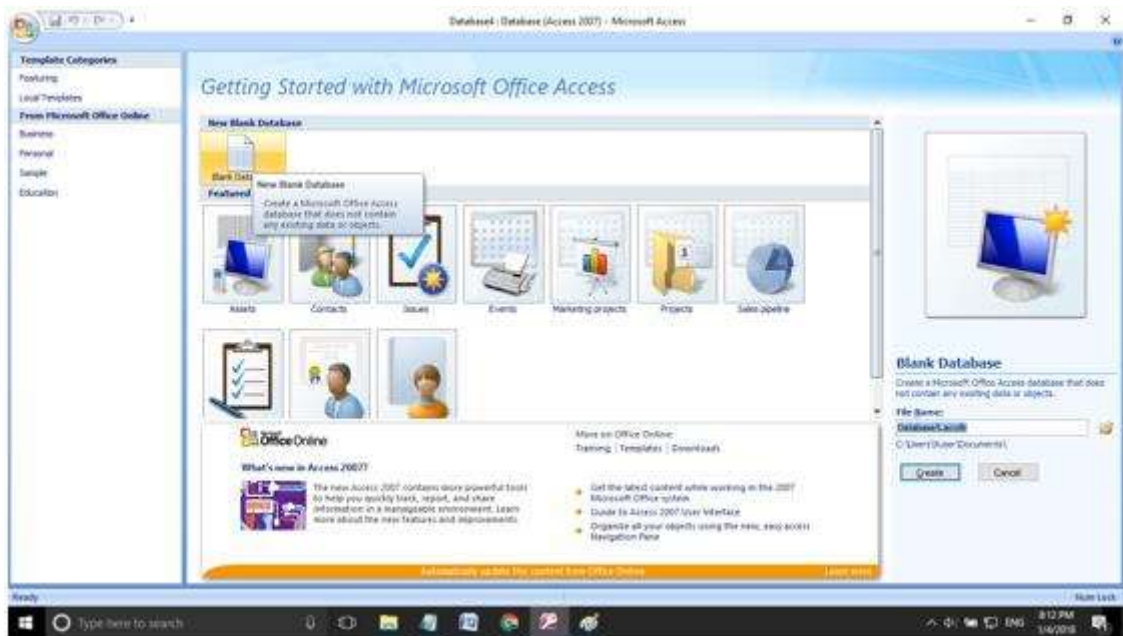 Database4 : Database (Access 2007) - Microsoft Access
Template Categories
Featuring
Local Templates
From Microsoft Office Online
Business
Personal
Sample
Education
Getting Started with Microsoft Office Access
New Blank Database
Blank
New Blank Database
Create a Microsoft Office Access
database that does not contain
any existing data or objects.
Featured
Assets
Contacts
Issues
Events
Marketing projects
Projects
Sales pipeline
Office Online
What's new in Access 2007?
The new Access 2007 contains more powerful tools
to help you quickly track, report, and share
information in a manageable environment. Learn
more about the new features and improvements.
More on Office Online:
Training | Templates | Downloads
Get the latest content while working in the 2007
Microsoft Office system
Guide to Access 2007 User Interface
Organize all your objects using the new, easy access
Navigation Pane
Automatically update this content from Office Online
Learn more
Blank Database
Create a Microsoft Office Access database that does
not contain any existing data or objects.
File Name:
C:\Users\User\Documents\
Create
Cancel
Ready
Num Lock
Type here to search
ENG
8:12 PM
1/4/2018